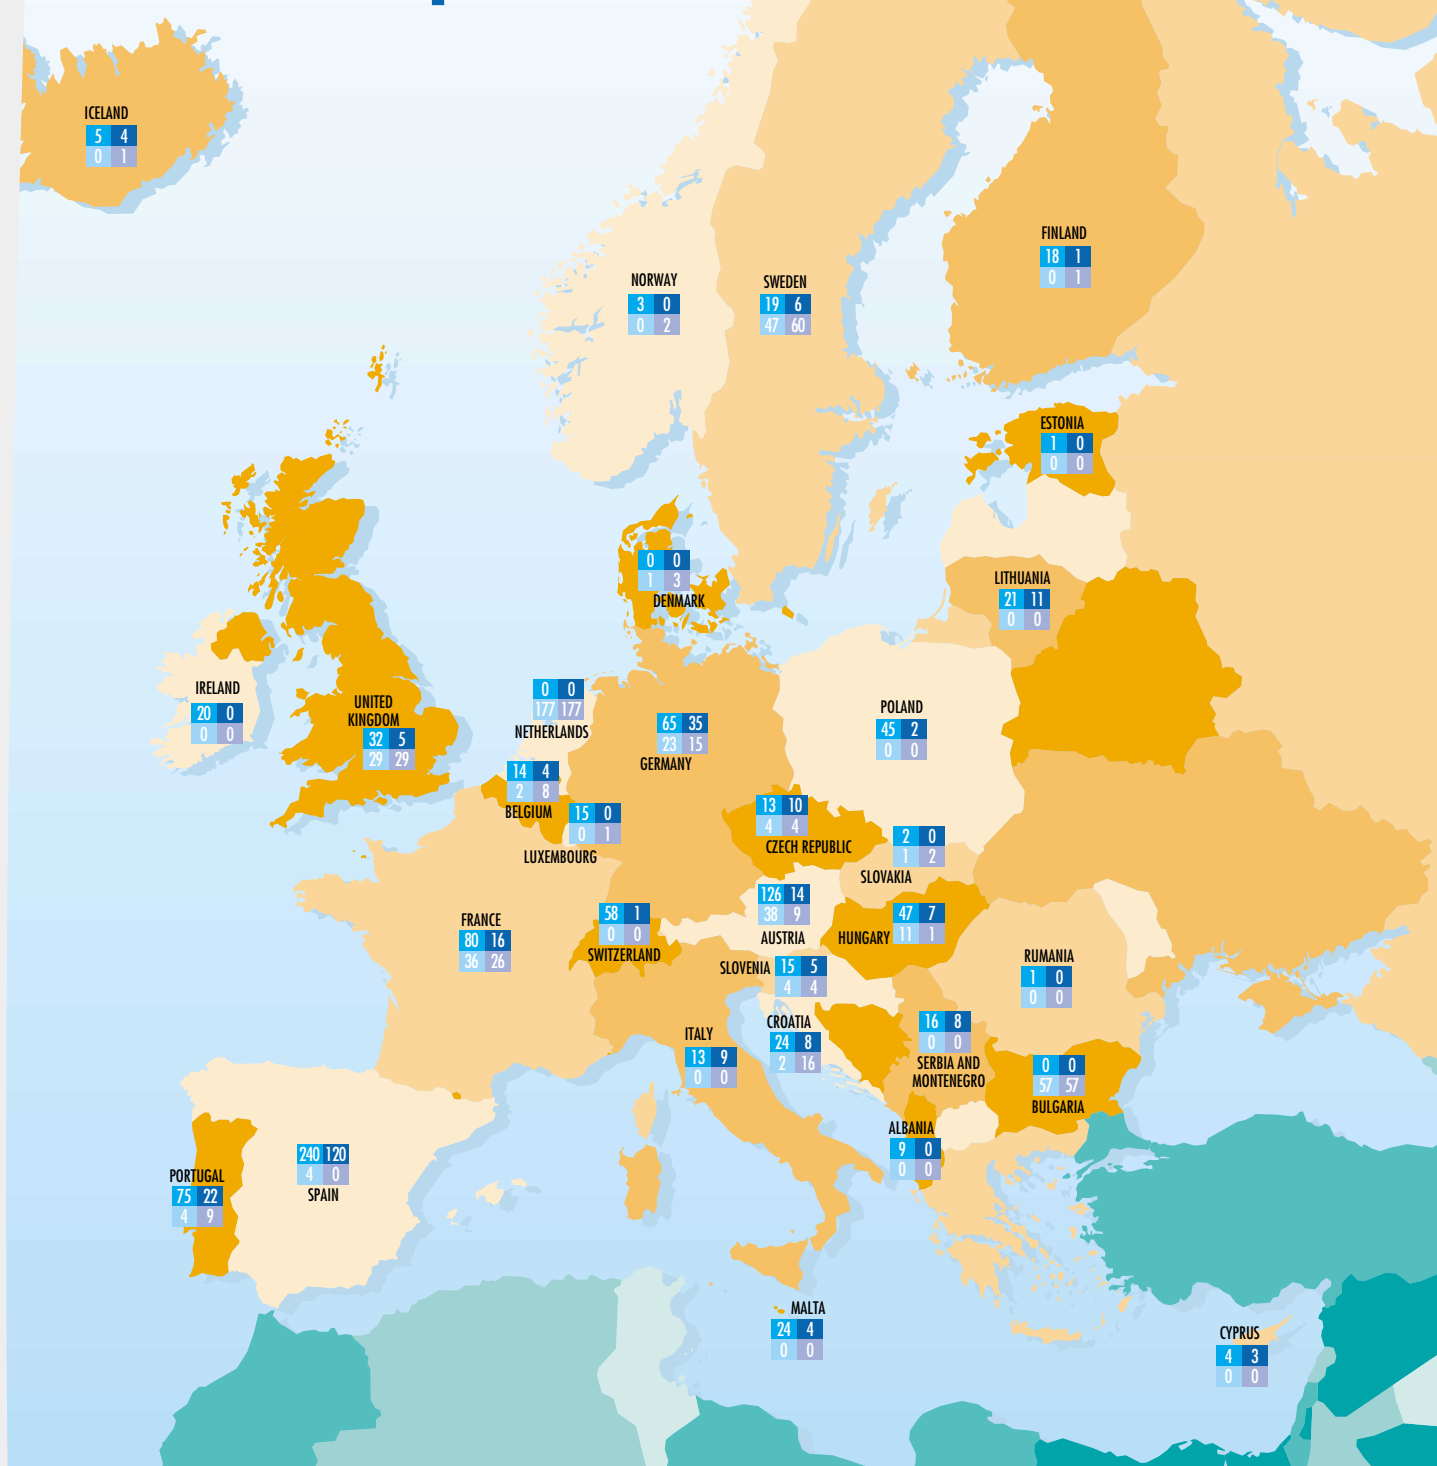 ICELAND
5 4
0 1
FINLAND
18 1
0 1
NORWAY
3 0
0 2
SWEDEN
19 6
47 60
ESTONIA
1 0
0 0
0 0
1 3
DENMARK
LITHUANIA
21 11
0 0
IRELAND
20 0
0 0
UNITED
KINGDOM
32 5
29 29
0 0
177 177
NETHERLANDS
65 35
23 15
GERMANY
POLAND
45 2
0 0
14 4
2 8
BELGIUM
15 0
0 1
LUXEMBOURG
13 10
4 4
CZECH REPUBLIC
2 0
1 2
SLOVAKIA
FRANCE
80 16
36 26
58 1
0 0
SWITZERLAND
126 14
38 9
AUSTRIA
HUNGARY
47 7
11 1
SLOVENIA
15 5
4 4
RUMANIA
1 0
0 0
ITALY
13 9
0 0
CROATIA
24 8
2 16
16 8
0 0
SERBIA AND
MONTENEGRO
0 0
57 57
BULGARIA
ALBANIA
9 0
0 0
PORTUGAL
75 22
4 9
240 120
4 0
SPAIN
MALTA
24 4
0 0
CYPRUS
4 3
0 0